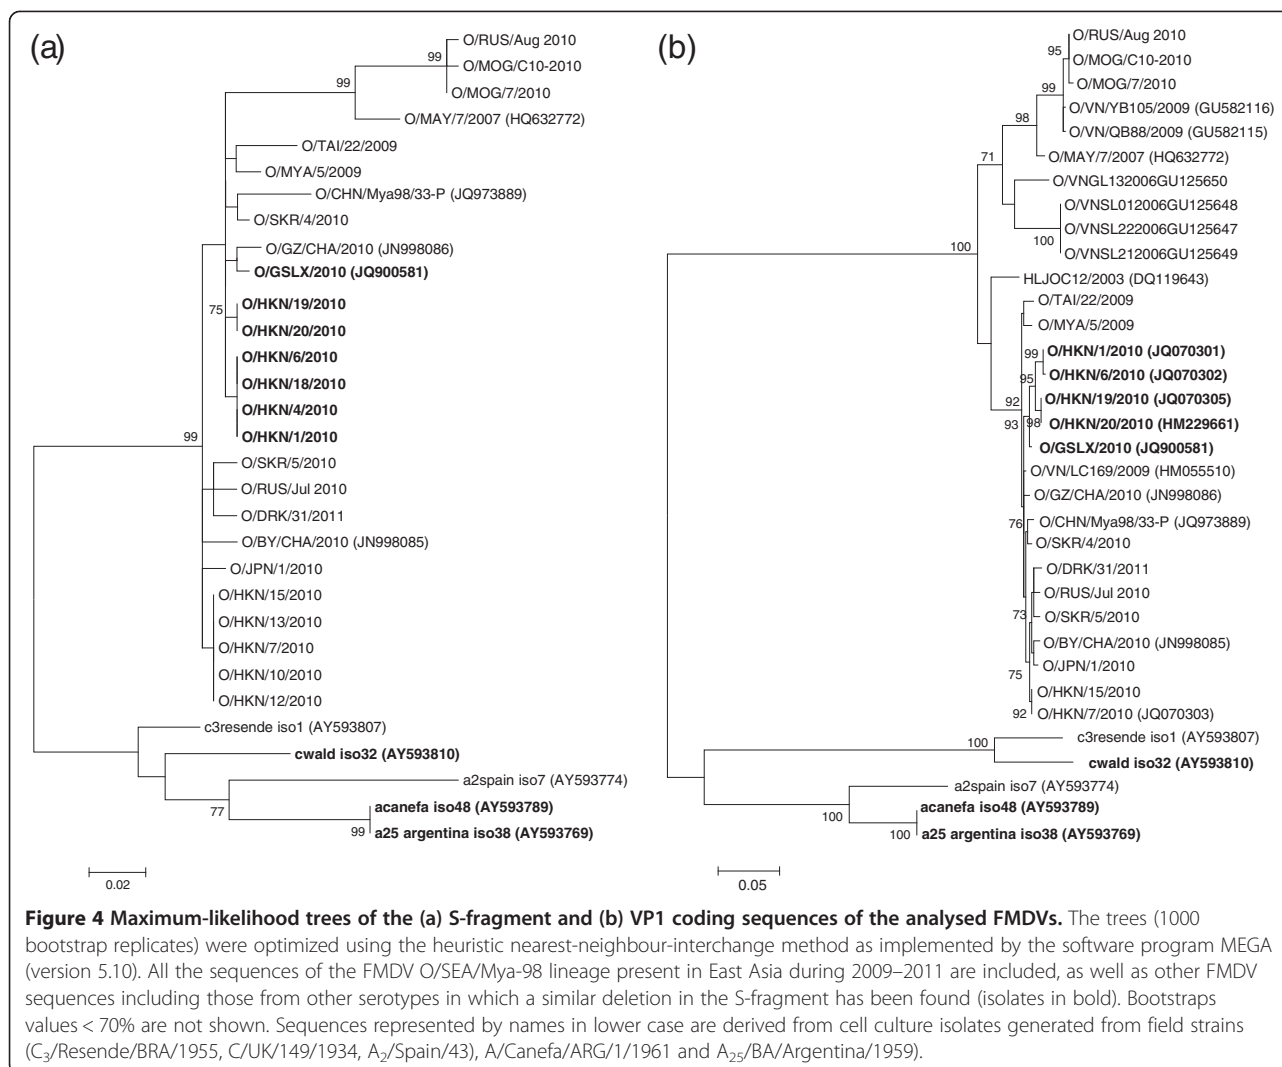 (a)
99
O/RUS/Aug 2010
O/MOG/C10-2010
99
O/MOG/7/2010
O/MAY/7/2007 (HQ632772)
O/TAI/22/2009
O/MYA/5/2009
O/CHN/Mya98/33-P (JQ973889)
O/SKR/4/2010
O/GZ/CHA/2010 (JN998086)
O/GSLX/2010 (JQ900581)
O/HKN/19/2010
75
O/HKN/20/2010
O/HKN/6/2010
O/HKN/18/2010
O/HKN/4/2010
O/HKN/1/2010
99
O/SKR/5/2010
O/RUS/Jul 2010
O/DRK/31/2011
O/BY/CHA/2010 (JN998085)
O/JPN/1/2010
O/HKN/15/2010
O/HKN/13/2010
O/HKN/7/2010
O/HKN/10/2010
O/HKN/12/2010
c3resende iso1 (AY593807)
cwald iso32 (AY593810)
a2spain iso7 (AY593774)
77
acanefa iso48 (AY593789)
99
a25 argentina iso38 (AY593769)
0.02
(b)
O/RUS/Aug 2010
95
O/MOG/C10-2010
O/MOG/7/2010
99
O/VN/YB105/2009 (GU582116)
98
O/VN/QB88/2009 (GU582115)
O/MAY/7/2007 (HQ632772)
71
O/VNGL132006GU125650
O/VNSL012006GU125648
O/VNSL222006GU125647
100
O/VNSL212006GU125649
100
HLJOC12/2003 (DQ119643)
O/TAI/22/2009
O/MYA/5/2009
99
O/HKN/1/2010 (JQ070301)
O/HKN/6/2010 (JQ070302)
95
O/HKN/19/2010 (JQ070305)
92
98
O/HKN/20/2010 (HM229661)
93
O/GSLX/2010 (JQ900581)
O/VN/LC169/2009 (HM055510)
O/GZ/CHA/2010 (JN998086)
76
O/CHN/Mya98/33-P (JQ973889)
O/SKR/4/2010
O/DRK/31/2011
O/RUS/Jul 2010
73
O/SKR/5/2010
O/BY/CHA/2010 (JN998085)
O/JPN/1/2010
75
O/HKN/15/2010
92
O/HKN/7/2010 (JQ070303)
100
c3resende iso1 (AY593807)
cwald iso32 (AY593810)
a2spain iso7 (AY593774)
100
acanefa iso48 (AY593789)
100
a25 argentina iso38 (AY593769)
0.05
Figure 4 Maximum-likelihood trees of the (a) S-fragment and (b) VP1 coding sequences of the analysed FMDVs. The trees (1000
bootstrap replicates) were optimized using the heuristic nearest-neighbour-interchange method as implemented by the software program MEGA
(version 5.10). All the sequences of the FMDV O/SEA/Mya-98 lineage present in East Asia during 2009–2011 are included, as well as other FMDV
sequences including those from other serotypes in which a similar deletion in the S-fragment has been found (isolates in bold). Bootstraps
values < 70% are not shown. Sequences represented by names in lower case are derived from cell culture isolates generated from field strains
(C3/Resende/BRA/1955, C/UK/149/1934, A2/Spain/43), A/Canefa/ARG/1/1961 and A25/BA/Argentina/1959).